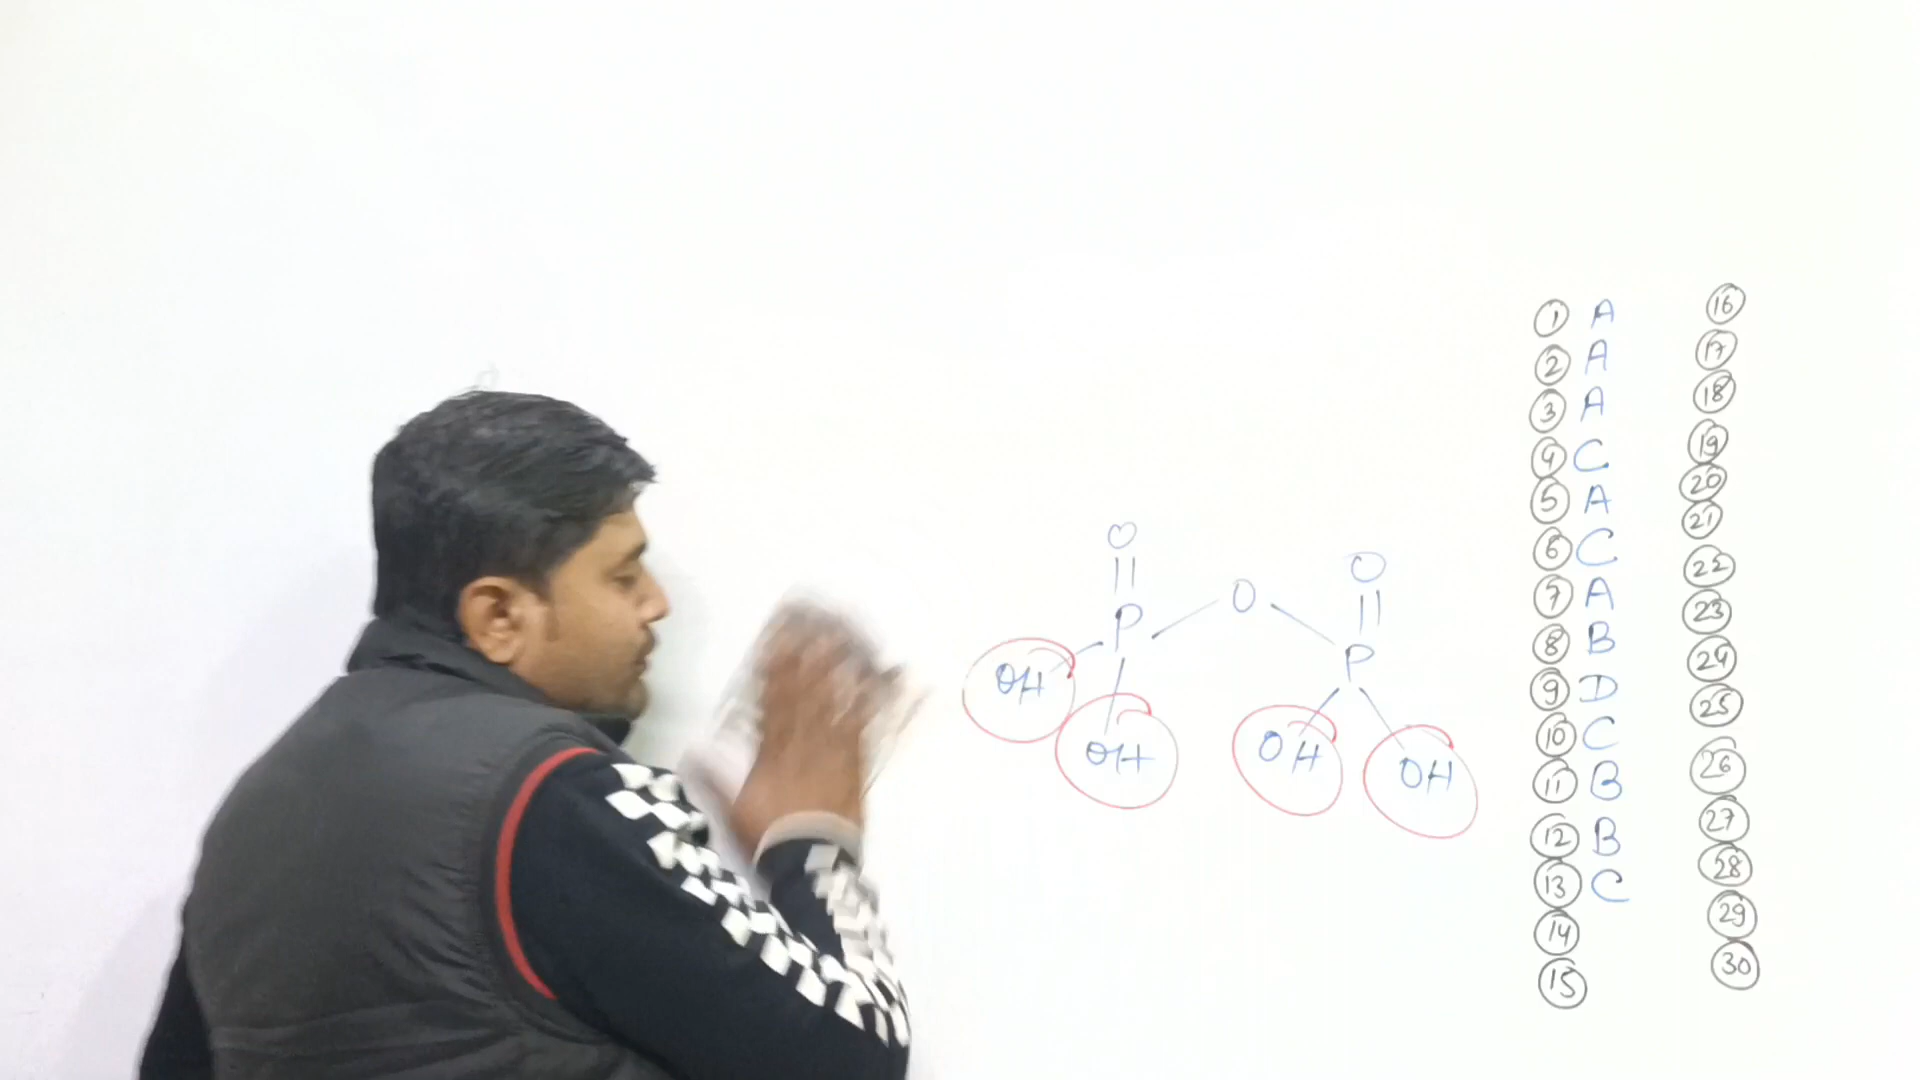 O O
|| O ||
P P
OH OH OH OH
① A
② A
③ A
④ C
⑤ A
⑥ C
⑦ A
⑧ B
⑨ D
⑩ C
⑪ B
⑫ B
⑬ C
⑭
⑮
⑯
⑰
⑱
⑲
⑳
㉑
㉒
㉓
㉔
㉕
㉖
㉗
㉘
㉙
㉚